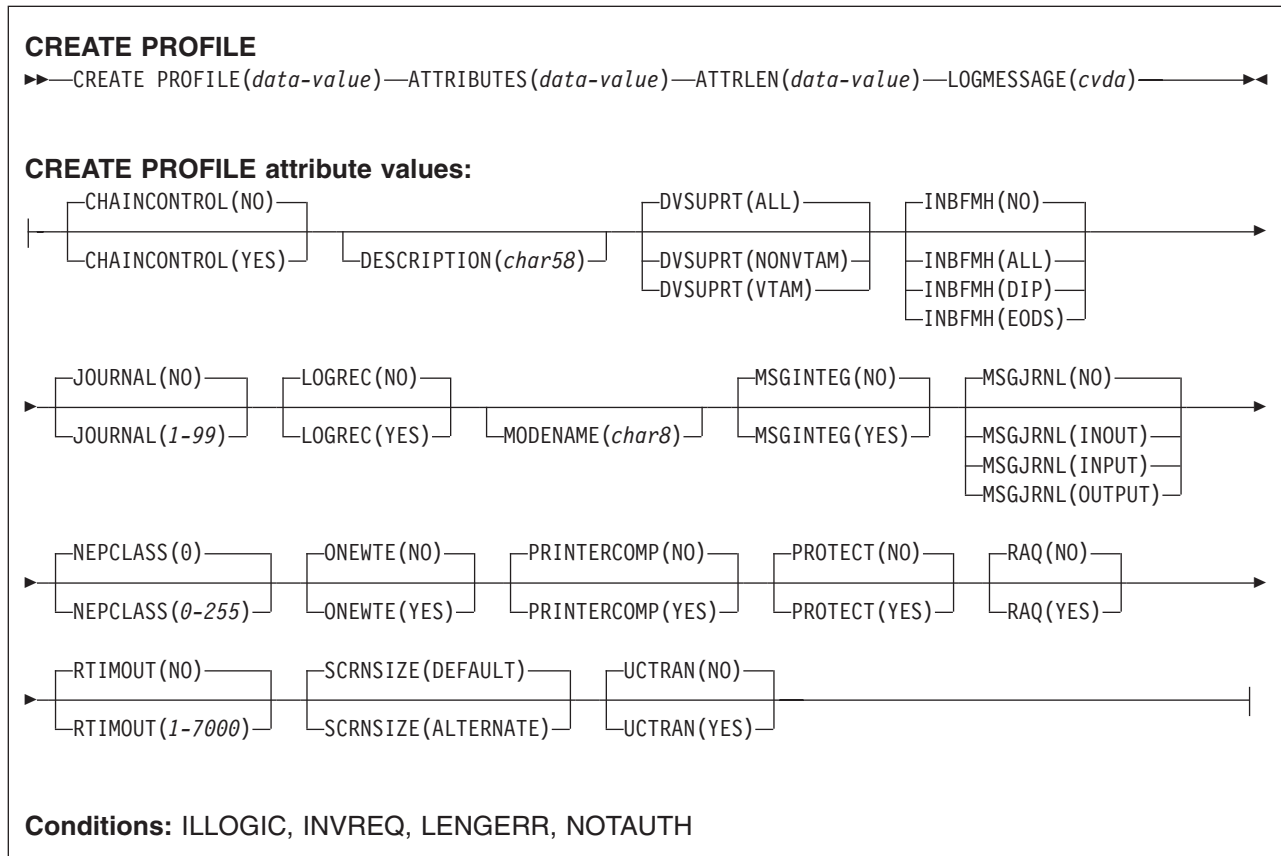 CREATE PROFILE
CREATE PROFILE(data-value) ATTRIBUTES(data-value) ATTRLEN(data-value) LOGMESSAGE(cvda)
CREATE PROFILE attribute values:
CHAINCONTROL(NO) DVSUPRT(ALL) INBFMH(NO)
CHAINCONTROL(YES) DESCRIPTION(char58) DVSUPRT(NONVTAM) INBFMH(ALL)
DVSUPRT(VTAM) INBFMH(DIP)
INBFMH(EODS)
JOURNAL(NO) LOGREC(NO) MSGINTEG(NO) MSGJRNL(NO)
JOURNAL(1-99) LOGREC(YES) MODENAME(char8) MSGINTEG(YES) MSGJRNL(INOUT)
MSGJRNL(INPUT)
MSGJRNL(OUTPUT)
NEPCLASS(0) ONEWTE(NO) PRINTERCOMP(NO) PROTECT(NO) RAQ(NO)
NEPCLASS(0-255) ONEWTE(YES) PRINTERCOMP(YES) PROTECT(YES) RAQ(YES)
RTIMOUT(NO) SCRNSIZE(DEFAULT) UCTRAN(NO)
RTIMOUT(1-7000) SCRNSIZE(ALTERNATE) UCTRAN(YES)
Conditions: ILLOGIC, INVREQ, LENGERR, NOTAUTH